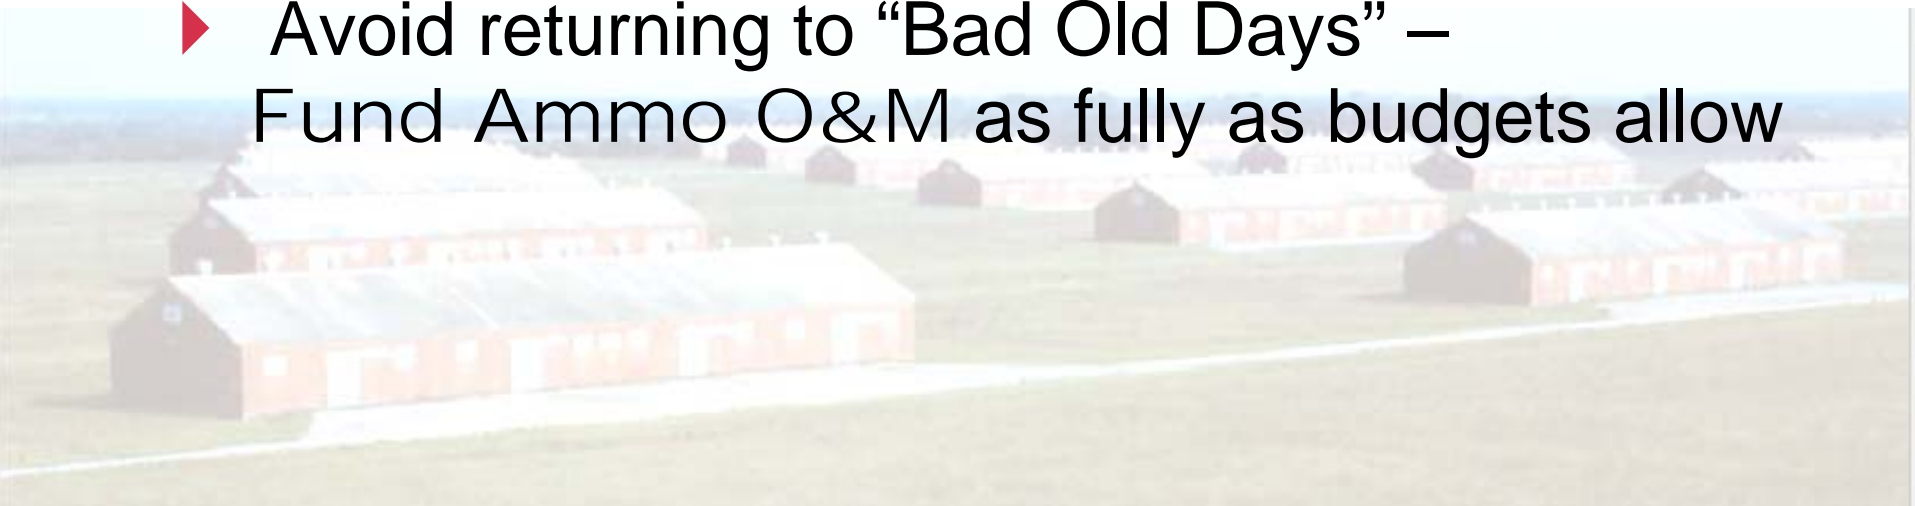 Avoid returning to “Bad Old Days” –
Fund Ammo O&M as fully as budgets allow